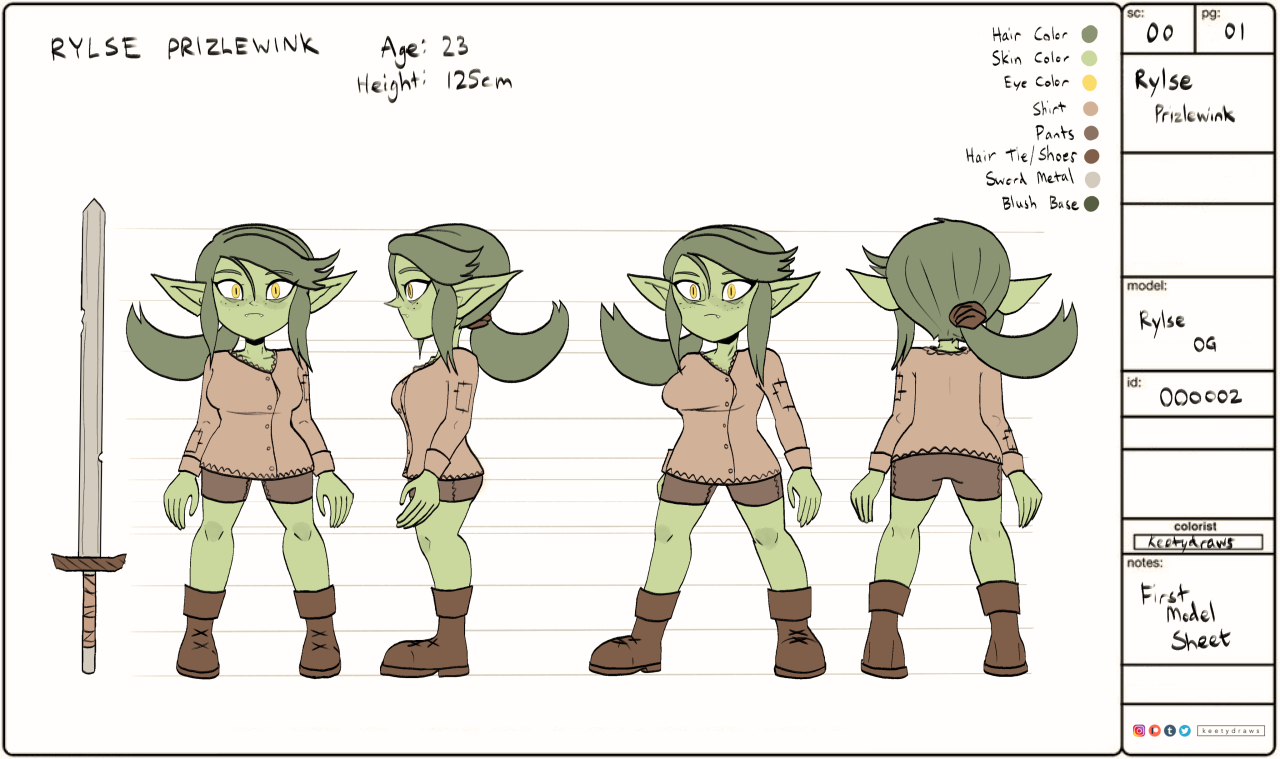 RYLSE PRIZLEWINK
Age: 23
Height: 125cm
Hair Color
Skin Color
Eye Color
Shirt
Pants
Hair Tie/Shoes
Sword Metal
Blush Base
sc:
00
pg:
01
Rylse
Prizlewink
model:
Rylse
OG
id:
000002
colorist
keetydraws
notes:
First
Model
Sheet
keetydraws